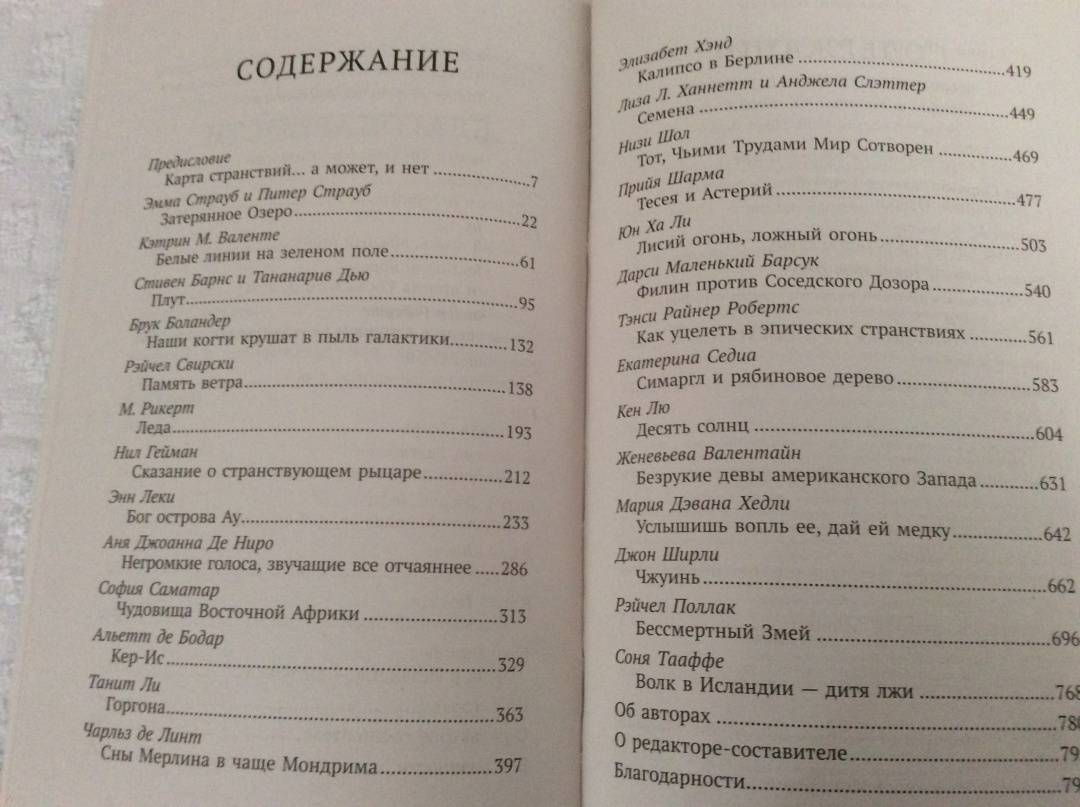 СОДЕРЖАНИЕ
Предисловие
Карта странствий... а может, и нет ..........7
Эмма Страуб и Питер Страуб
Затерянное Озеро..........22
Кэтрин М. Валенте
Белые линии на зеленом поле..........61
Стивен Барнс и Тананарив Дью
Плут..........95
Брук Боландер
Наши когти крушат в пыль галактики..........132
Рэйчел Свирски
Память ветра..........138
М. Рикерт
Леда..........193
Нил Гейман
Сказание о странствующем рыцаре..........212
Энн Леки
Бог острова Ау..........233
Аня Джоанна Де Ниро
Негромкие голоса, звучащие все отчаяннее .....286
София Саматар
Чудовища Восточной Африки..........313
Альетт де Бодар
Кер-Ис..........329
Танит Ли
Горгона..........363
Чарльз де Линт
Сны Мерлина в чаще Мондрима..........397
Элизабет Хэнд
Калипсо в Берлине..........419
Лиза Л. Ханнетт и Анджела Слэттер
Семена..........449
Низи Шол
Тот, Чьими Трудами Мир Сотворен..........469
Прийя Шарма
Тесея и Астерий..........477
Юн Ха Ли
Лисий огонь, ложный огонь..........503
Дарси Маленький Барсук
Филин против Соседского Дозора..........540
Тэнси Райнер Робертс
Как уцелеть в эпических странствиях..........561
Екатерина Седиа
Симаргл и рябиновое дерево..........583
Кен Лю
Десять солнц..........604
Женевьева Валентайн
Безрукие девы американского Запада..........631
Мария Дэвана Хедли
Услышишь вопль ее, дай ей медку..........642
Джон Ширли
Чжуинь..........662
Рэйчел Поллак
Бессмертный Змей..........696
Соня Тааффе
Волк в Исландии — дитя лжи..........768
Об авторах..........788
О редакторе-составителе..........79
Благодарности..........79